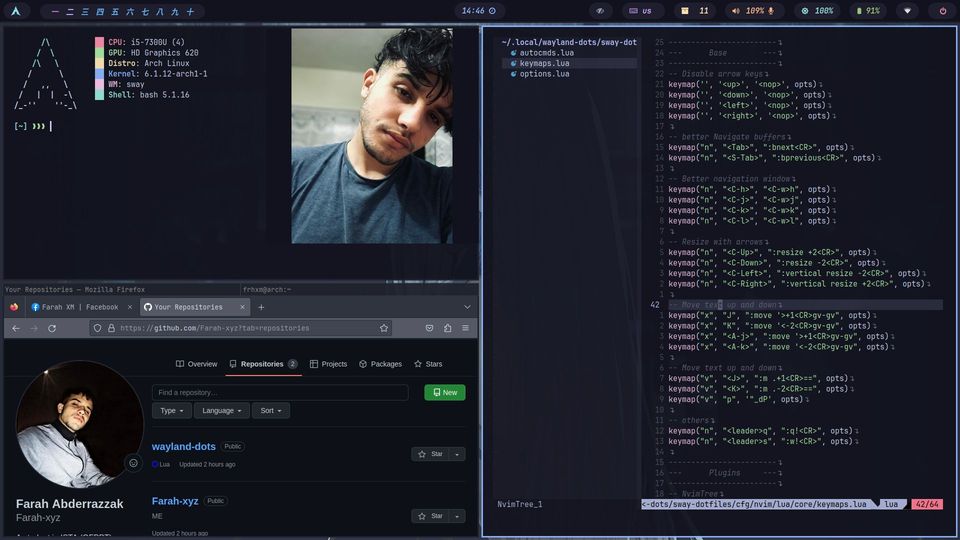 一 二 三 四 五 六 七 八 九 十
14:46
us
11
109%
100%
91%
CPU: i5-7300U (4)
GPU: HD Graphics 620
Distro: Arch Linux
Kernel: 6.1.12-arch1-1
WM: sway
Shell: bash 5.1.16
[~] ❯❯❯
Your Repositories — Mozilla Firefox
frhxm@arch:~
Farah XM | Facebook ×
Your Repositories ×
https://github.com/Farah-xyz?tab=repositories
Overview
Repositories 2
Projects
Packages
Stars
Find a repository…
New
Type
Language
Sort
wayland-dots Public
Star
Lua Updated 2 hours ago
Farah Abderrazzak
Farah-xyz
Farah-xyz Public
ME
Star
Updated 2 hours ago
~/.local/wayland-dots/sway-dot
autocmds.lua
keymaps.lua
options.lua
NvimTree_1
25 -----------------------
24 --- Base ---
23 -----------------------
22 -- Disable arrow keys
21 keymap('', '<up>', '<nop>', opts)
20 keymap('', '<down>', '<nop>', opts)
19 keymap('', '<left>', '<nop>', opts)
18 keymap('', '<right>', '<nop>', opts)
17
16 -- better Navigate buffers
15 keymap("n", "<Tab>", ":bnext<CR>", opts)
14 keymap("n", "<S-Tab>", ":bprevious<CR>", opts)
13
12 -- Better navigation window
11 keymap("n", "<C-h>", "<C-w>h", opts)
10 keymap("n", "<C-j>", "<C-w>j", opts)
9 keymap("n", "<C-k>", "<C-w>k", opts)
8 keymap("n", "<C-l>", "<C-w>l", opts)
7
6 -- Resize with arrows
5 keymap("n", "<C-Up>", ":resize +2<CR>", opts)
4 keymap("n", "<C-Down>", ":resize -2<CR>", opts)
3 keymap("n", "<C-Left>", ":vertical resize -2<CR>", opts)
2 keymap("n", "<C-Right>", ":vertical resize +2<CR>", opts)
1
42 -- Move text up and down
1 keymap("x", "J", ":move '>+1<CR>gv-gv", opts)
2 keymap("x", "K", ":move '<-2<CR>gv-gv", opts)
3 keymap("x", "<A-j>", ":move '>+1<CR>gv-gv", opts)
4 keymap("x", "<A-k>", ":move '<-2<CR>gv-gv", opts)
5
6 -- Move text up and down
7 keymap("v", "<J>", ":m .+1<CR>==", opts)
8 keymap("v", "<K>", ":m .-2<CR>==", opts)
9 keymap("v", "p", '"_dP', opts)
10
11 -- others
12 keymap("n", "<leader>q", ":q!<CR>", opts)
13 keymap("n", "<leader>s", ":w!<CR>", opts)
14
15 -----------------------
16 --- Plugins ---
17 -----------------------
18 -- NvimTree
<-dots/sway-dotfiles/cfg/nvim/lua/core/keymaps.lua
lua
42/64